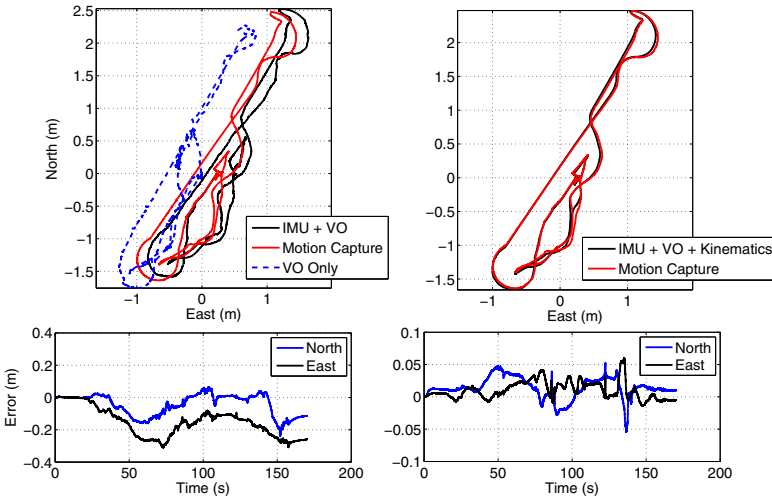 2.5
2
1.5
1
0.5
0
−0.5
−1
−1.5
North (m)
−1
0
1
East (m)
IMU + VO
Motion Capture
VO Only
2.5
2
1.5
1
0.5
0
−0.5
−1
−1.5
−1
0
1
East (m)
IMU + VO + Kinematics
Motion Capture
0.4
0.2
0
−0.2
−0.4
Error (m)
North
East
0
50
100
150
200
Time (s)
0.1
0.05
0
−0.05
−0.1
North
East
0
50
100
150
200
Time (s)